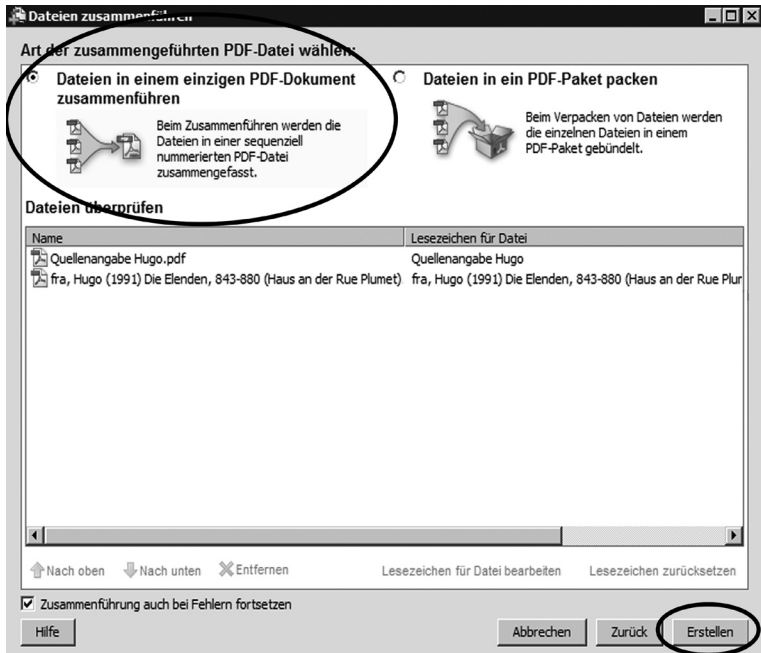 Dateien zusammenführen
Art der zusammengeführten PDF-Datei wählen:
Dateien in einem einzigen PDF-Dokument
zusammenführen
Beim Zusammenführen werden die
Dateien in einer sequenziell
nummerierten PDF-Datei
zusammengefasst.
Dateien in ein PDF-Paket packen
Beim Verpacken von Dateien werden
die einzelnen Dateien in einem
PDF-Paket gebündelt.
Dateien überprüfen
Name Lesezeichen für Datei
Quellenangabe Hugo.pdf Quellenangabe Hugo
fra, Hugo (1991) Die Elenden, 843-880 (Haus an der Rue Plumet) fra, Hugo (1991) Die Elenden, 843-880 (Haus an der Rue Plur
Nach oben Nach unten Entfernen Lesezeichen für Datei bearbeiten Lesezeichen zurücksetzen
Zusammenführung auch bei Fehlern fortsetzen
Hilfe Abbrechen Zurück Erstellen